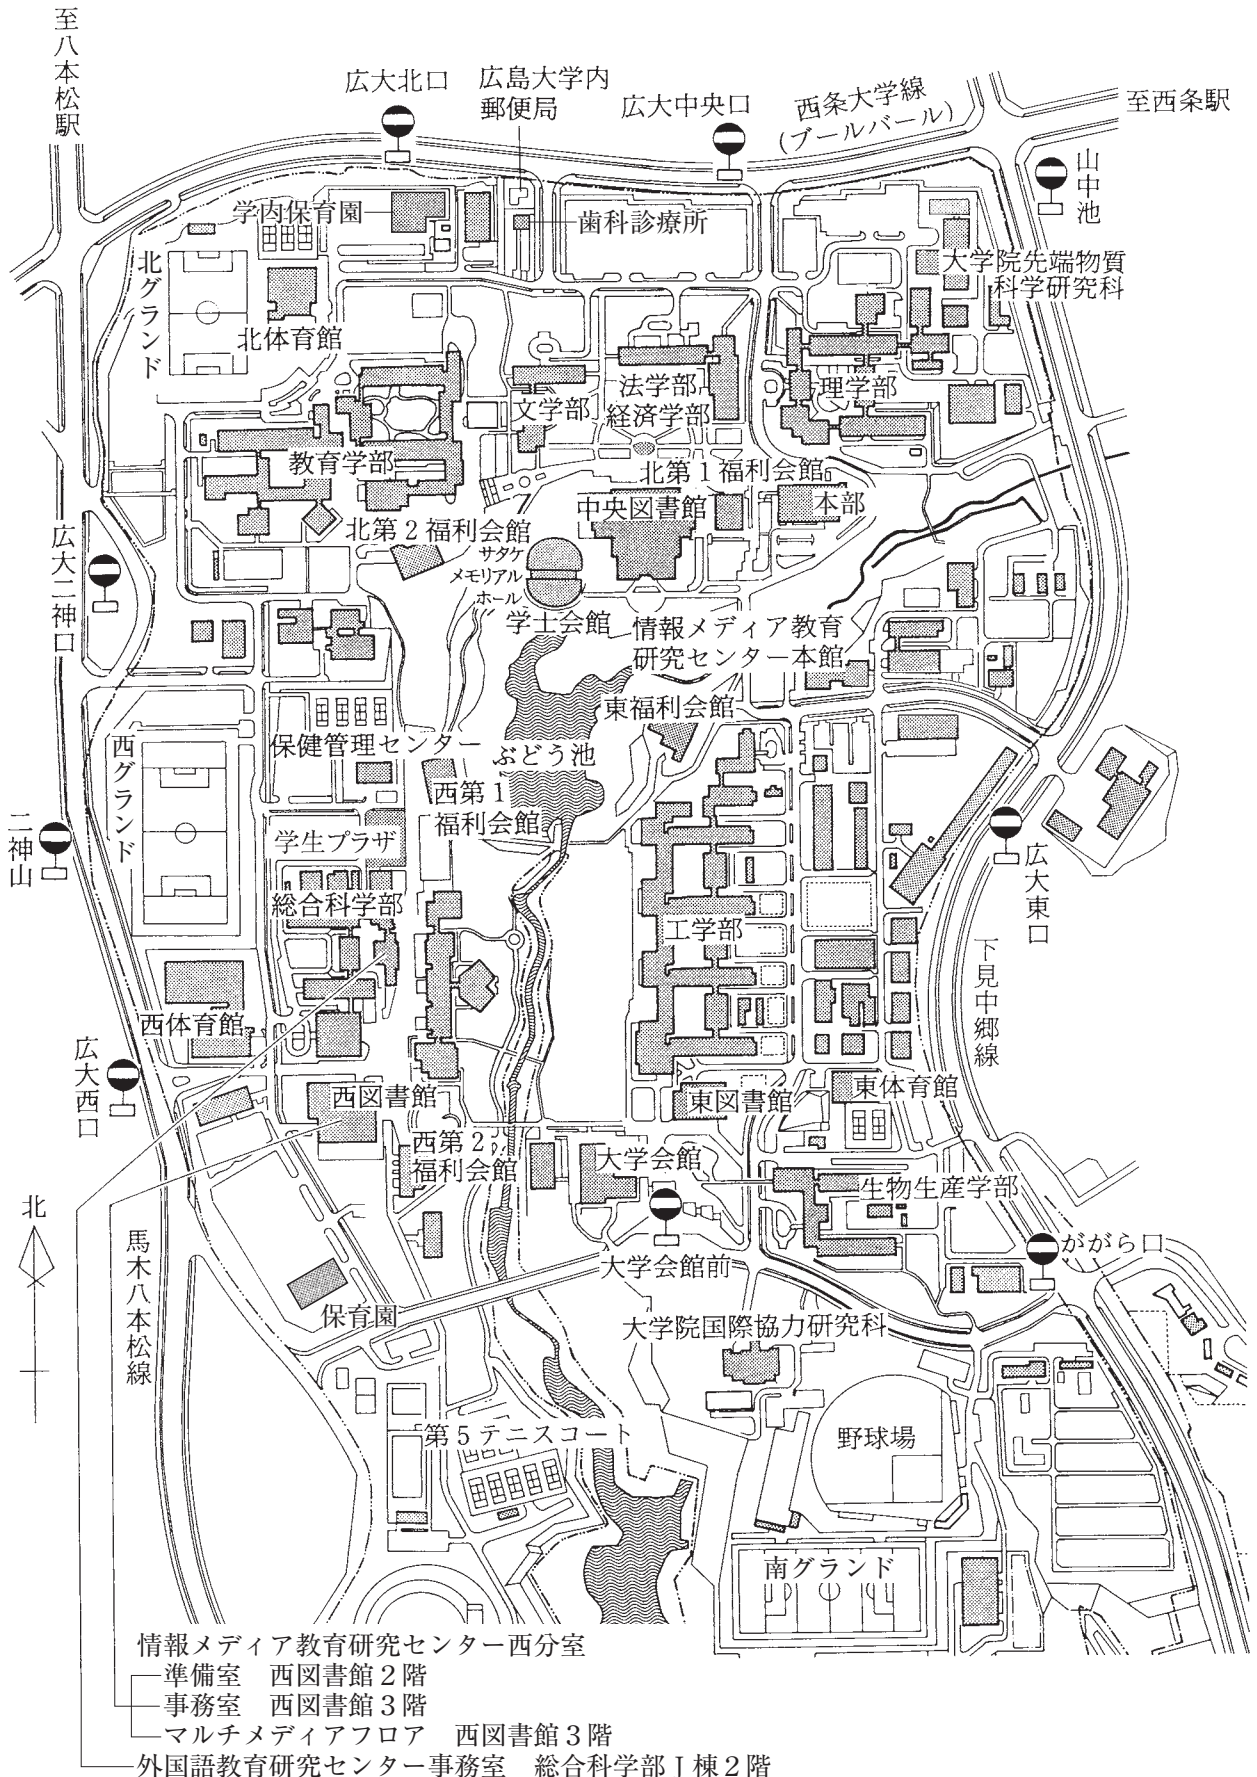 至八本松駅
広大北口
広島大学内
郵便局
広大中央口
西条大学線
(ブールバール)
至西条駅
山中池
学内保育園
歯科診療所
大学院先端物質
科学研究科
北グランド
北体育館
法学部
経済学部
文学部
理学部
教育学部
北第1福利会館
中央図書館
本部
北第2福利会館
サタケ
メモリアル
ホール
学士会館
広大二神口
情報メディア教育
研究センター本館
東福利会館
保健管理センター
ぶどう池
西グランド
西第1
福利会館
学生プラザ
二神山
広大東口
総合科学部
工学部
下見中郷線
西体育館
広大西口
西図書館
東図書館
東体育館
西第2
福利会館
大学会館
生物生産学部
北
馬木八本松線
ががら口
大学会館前
保育園
大学院国際協力研究科
第5テニスコート
野球場
南グランド
情報メディア教育研究センター西分室
準備室 西図書館2階
事務室 西図書館3階
マルチメディアフロア 西図書館3階
外国語教育研究センター事務室 総合科学部I棟2階